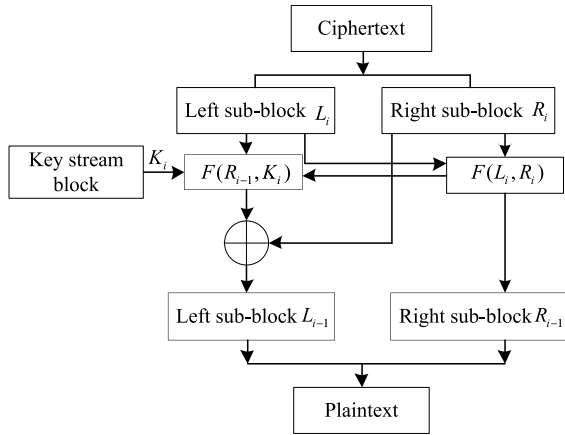 Ciphertext
Left sub-block L_i
Right sub-block R_i
Key stream
block
K_i
F(R_{i-1}, K_i)
F(L_i, R_i)
Left sub-block L_{i-1}
Right sub-block R_{i-1}
Plaintext